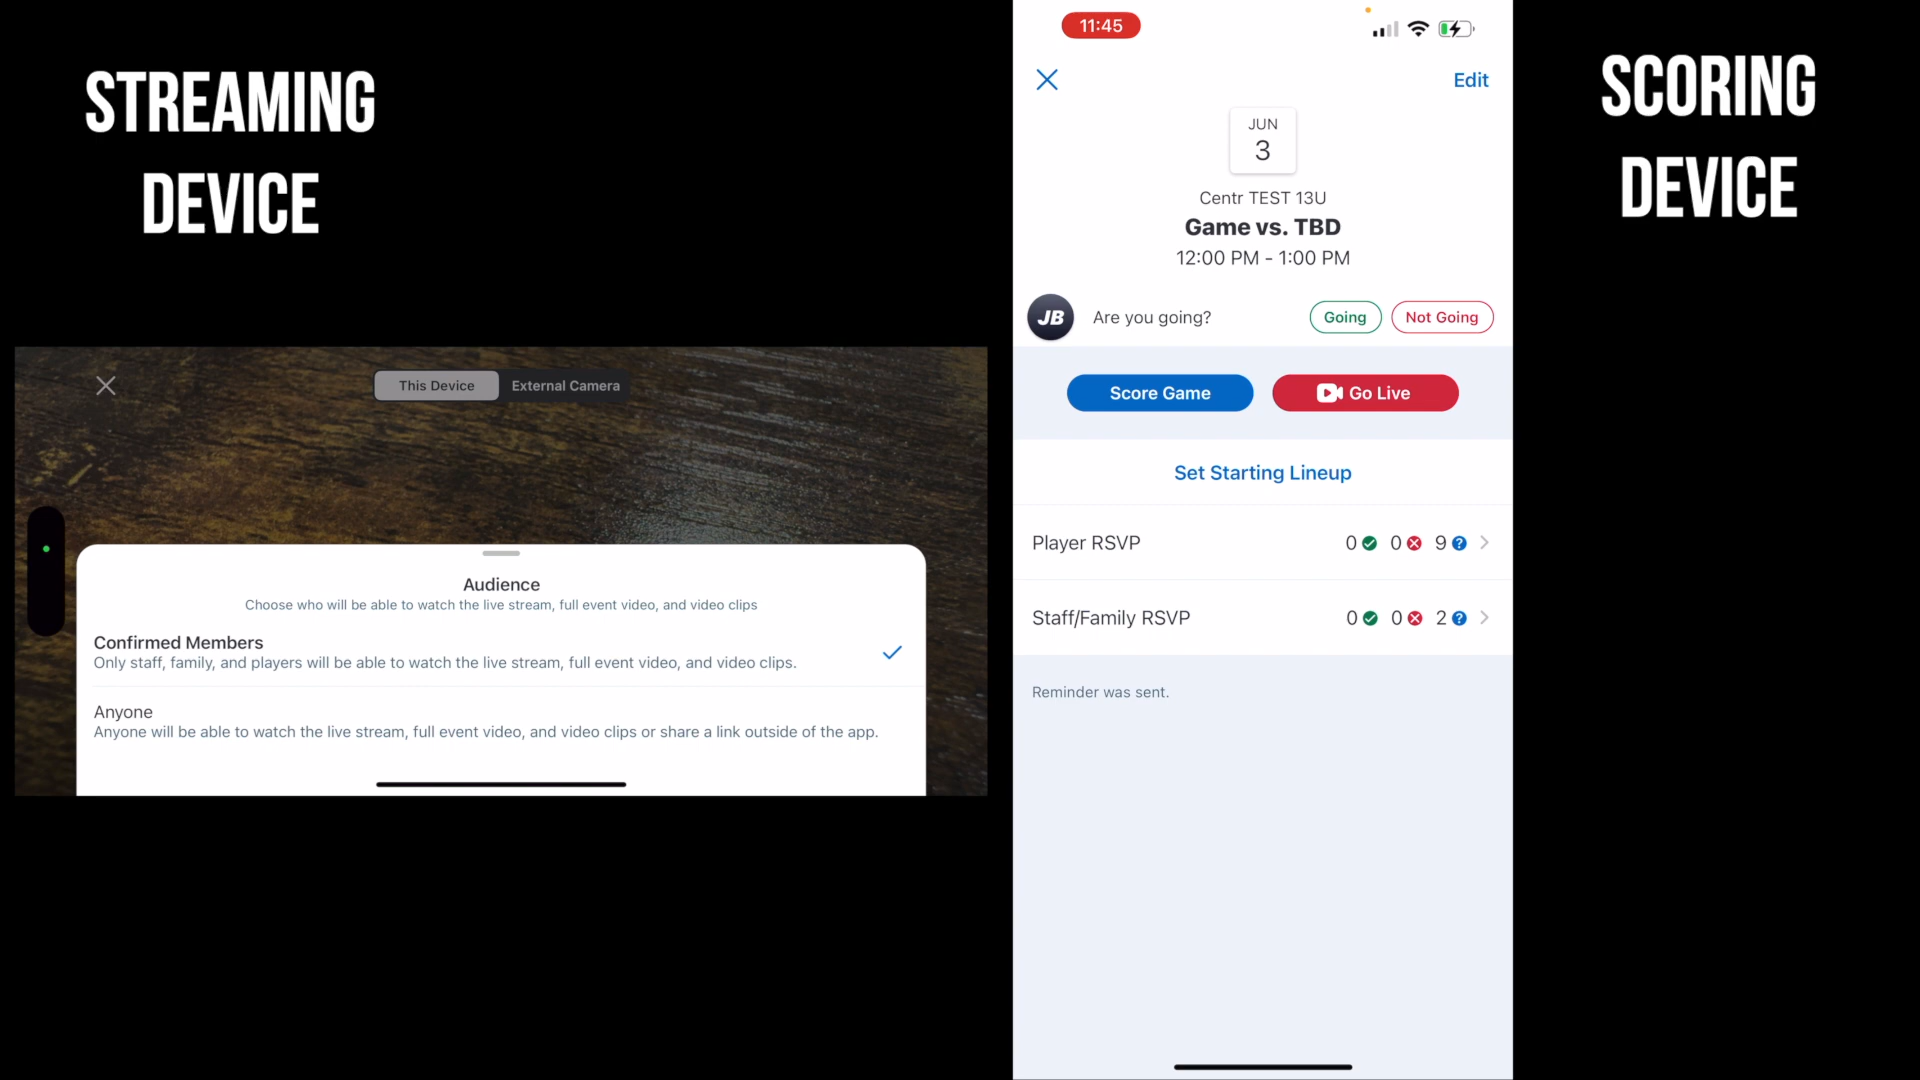 STREAMING
DEVICE
This Device
External Camera
Audience
Choose who will be able to watch the live stream, full event video, and video clips
Confirmed Members
Only staff, family, and players will be able to watch the live stream, full event video, and video clips.
Anyone
Anyone will be able to watch the live stream, full event video, and video clips or share a link outside of the app.
11:45
Edit
JUN
3
Centr TEST 13U
Game vs. TBD
12:00 PM - 1:00 PM
JB
Are you going?
Going
Not Going
Score Game
Go Live
Set Starting Lineup
Player RSVP
0 0 9
Staff/Family RSVP
0 0 2
Reminder was sent.
SCORING
DEVICE